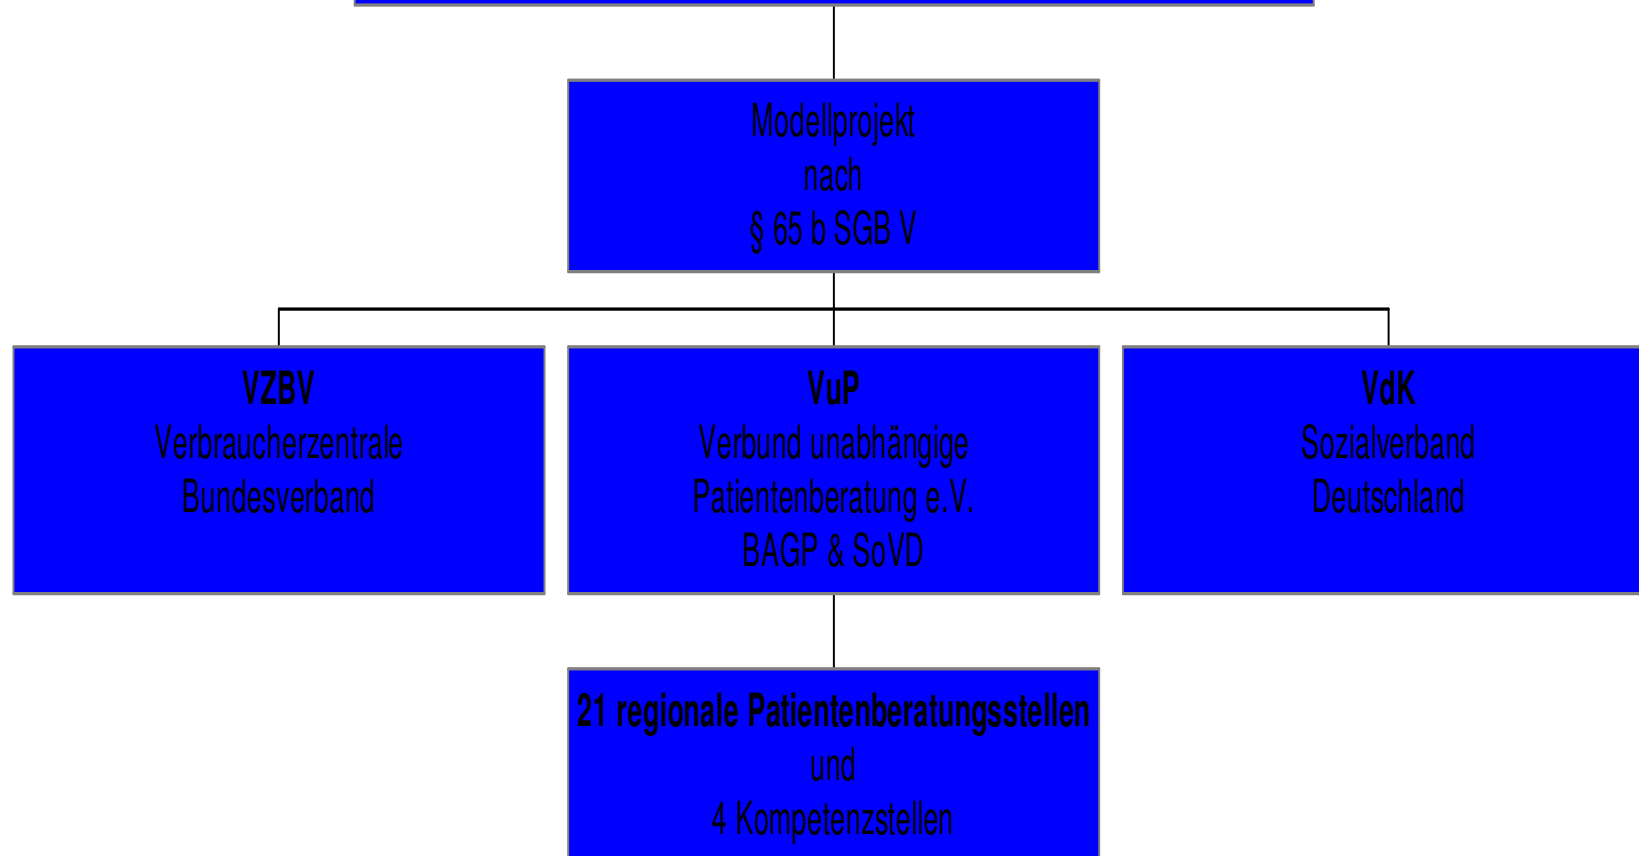 Modellprojekt
nach
§ 65 b SGB V
VZBV
Verbraucherzentrale
Bundesverband
VuP
Verbund unabhängige
Patientenberatung e.V.
BAGP & SoVD
VdK
Sozialverband
Deutschland
21 regionale Patientenberatungsstellen
und
4 Kompetenzstellen